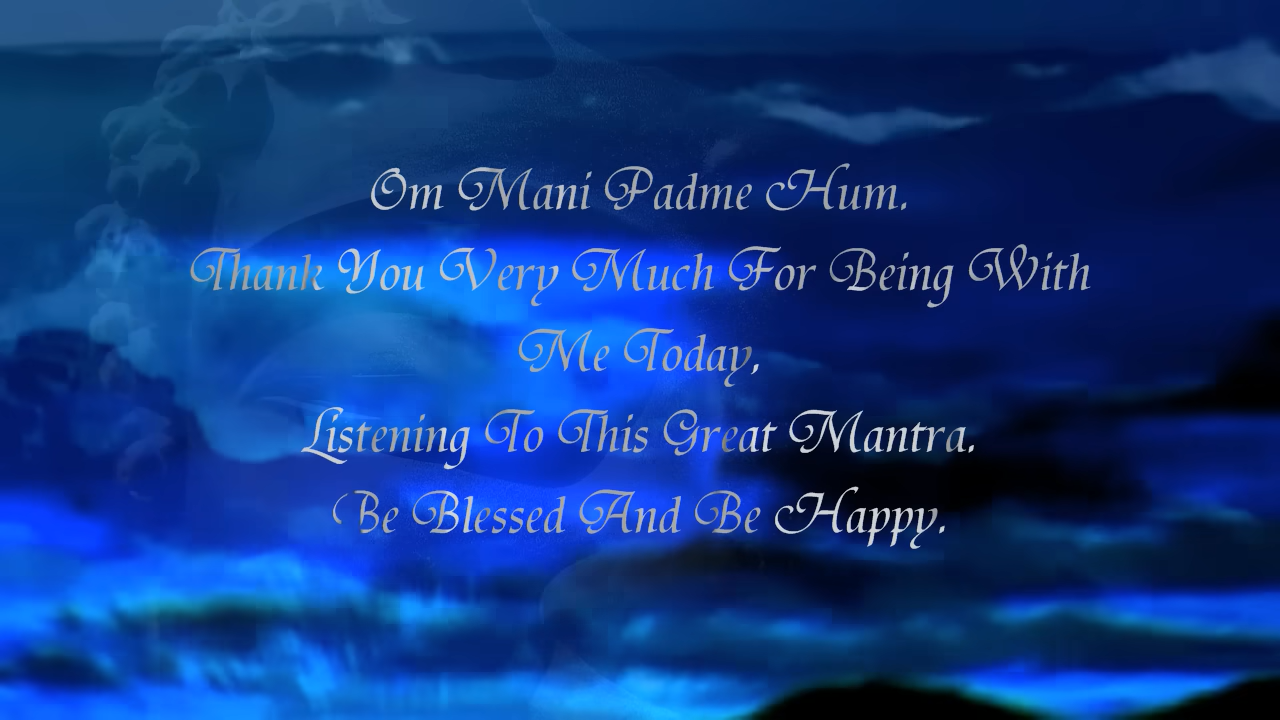 Om Mani Padme Hum.
Thank You Very Much For Being With
Me Today,
Listening To This Great Mantra.
Be Blessed And Be Happy.